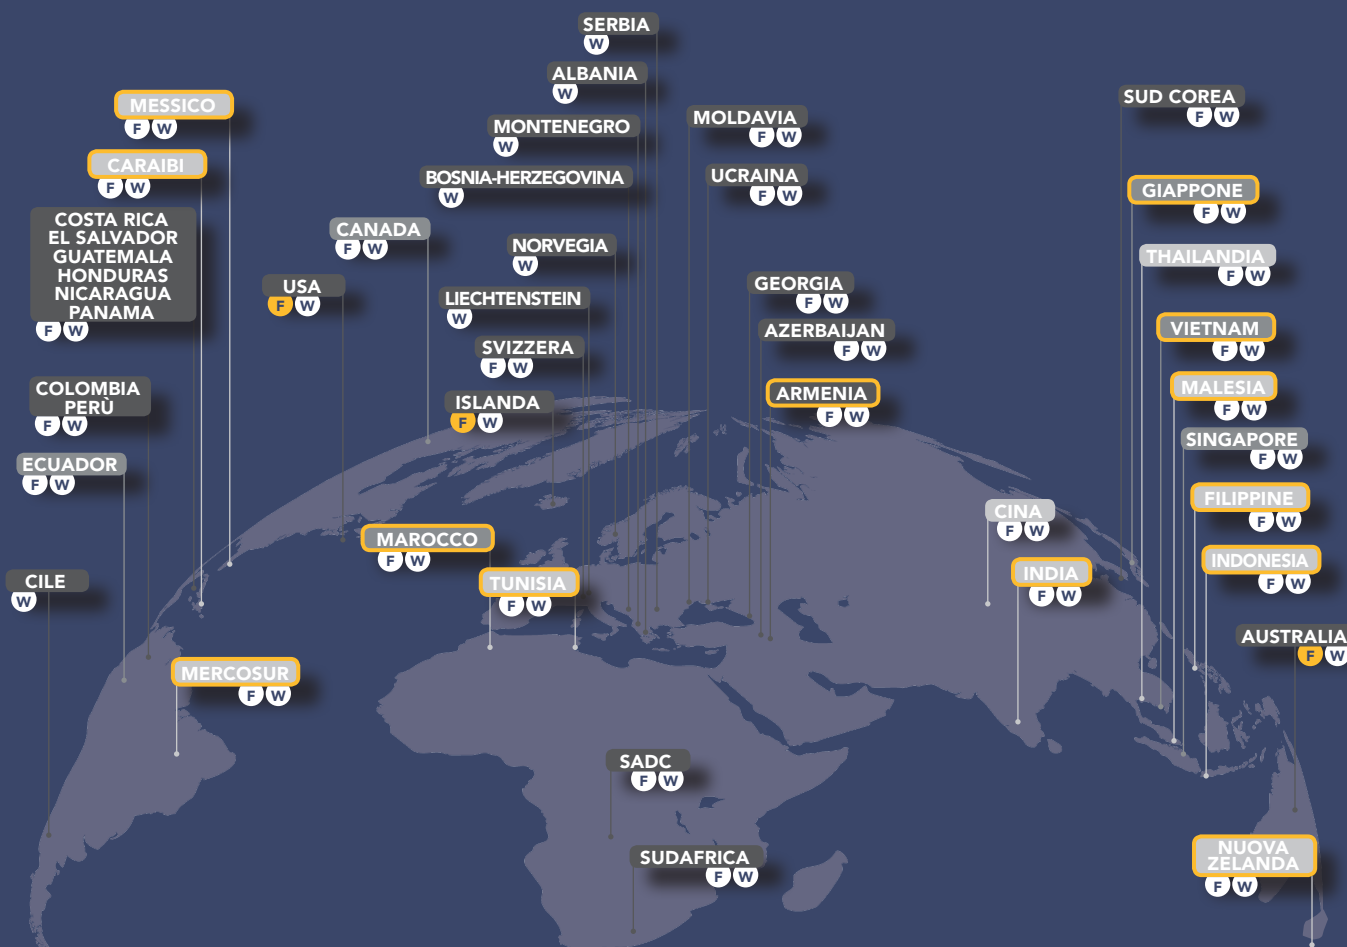 SERBIA
W
ALBANIA
W
MESSICO
F W
SUD COREA
F W
MONTENEGRO
W
MOLDAVIA
F W
CARAIBI
F W
BOSNIA-HERZEGOVINA
W
UCRAINA
F W
GIAPPONE
F W
COSTA RICA
EL SALVADOR
GUATEMALA
HONDURAS
NICARAGUA
PANAMA
F W
CANADA
F W
NORVEGIA
W
THAILANDIA
F W
USA
F W
LIECHTENSTEIN
W
GEORGIA
F W
SVIZZERA
F W
AZERBAIJAN
F W
VIETNAM
F W
COLOMBIA
PERÙ
F W
ISLANDA
F W
ARMENIA
F W
MALESIA
F W
ECUADOR
F W
SINGAPORE
F W
FILIPPINE
F W
CINA
F W
MAROCCO
F W
INDONESIA
F W
CILE
W
TUNISIA
F W
INDIA
F W
AUSTRALIA
F W
MERCOSUR
F W
SADC
F W
SUDAFRICA
F W
NUOVA
ZELANDA
F W